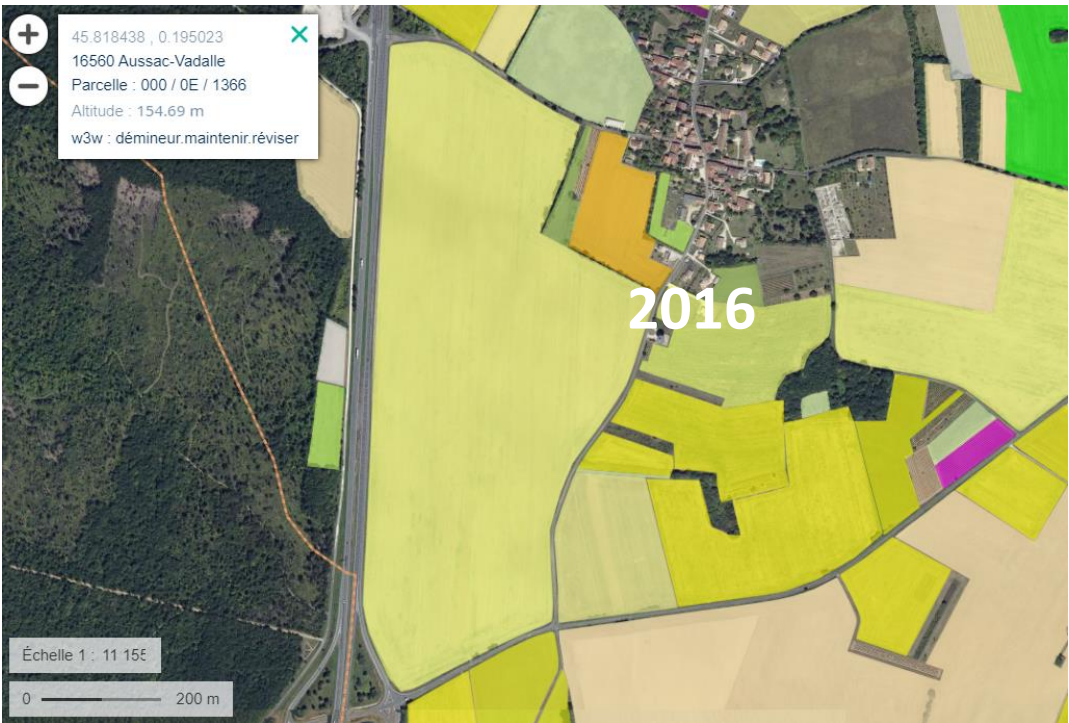 45.818438 , 0.195023
16560 Aussac-Vadalle
Parcelle : 000 / 0E / 1366
Altitude : 154.69 m
w3w : démineur.maintenir.réviser
2016
Échelle 1 : 11 155
0 200 m